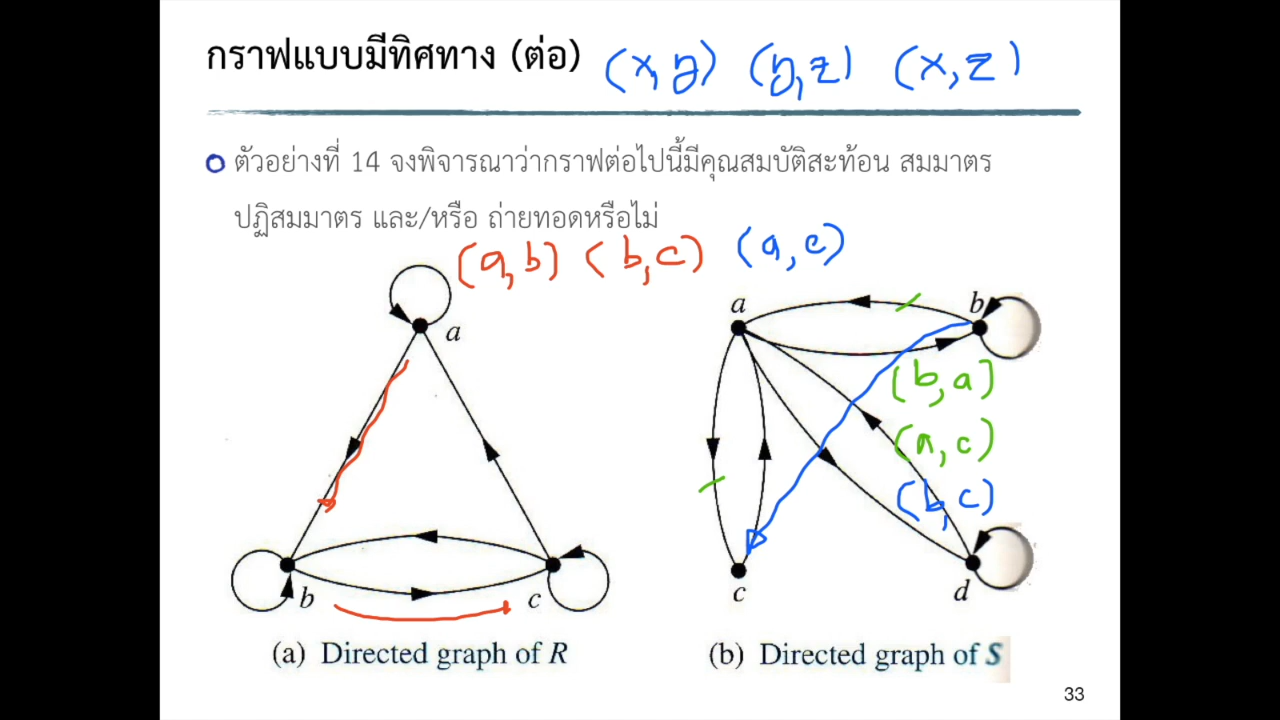 กราฟแบบมีทิศทาง (ต่อ) (x,y) (y,z) (x,z)
ตัวอย่างที่ 14 จงพิจารณาว่ากราฟต่อไปนี้มีคุณสมบัติสะท้อน สมมาตร
ปฏิสมมาตร และ/หรือ ถ่ายทอดหรือไม่
(a,b) (b,c) (a,c)
a
b
c
a
b
c
d
(b,a)
(a,c)
(b,c)
(a) Directed graph of R
(b) Directed graph of S
33